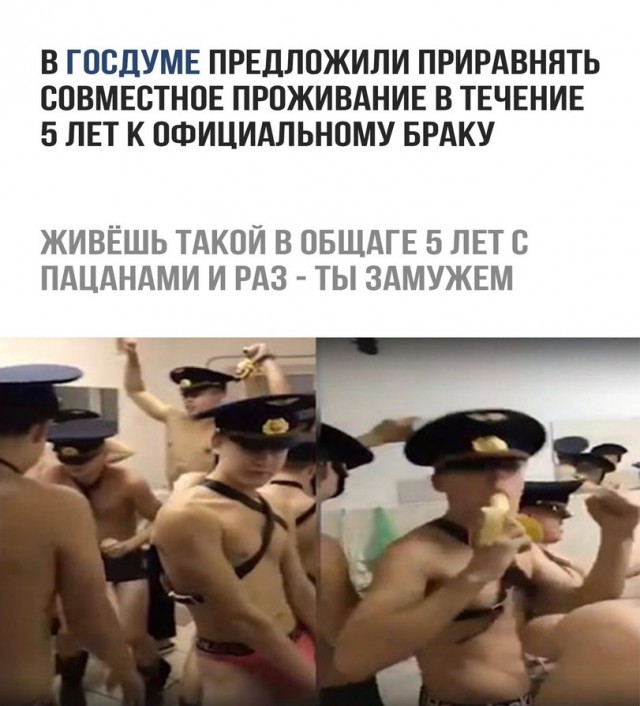 В ГОСДУМЕ ПРЕДЛОЖИЛИ ПРИРАВНЯТЬ
СОВМЕСТНОЕ ПРОЖИВАНИЕ В ТЕЧЕНИЕ
5 ЛЕТ К ОФИЦИАЛЬНОМУ БРАКУ
ЖИВЁШЬ ТАКОЙ В ОБЩАГЕ 5 ЛЕТ С
ПАЦАНАМИ И РАЗ - ТЫ ЗАМУЖЕМ